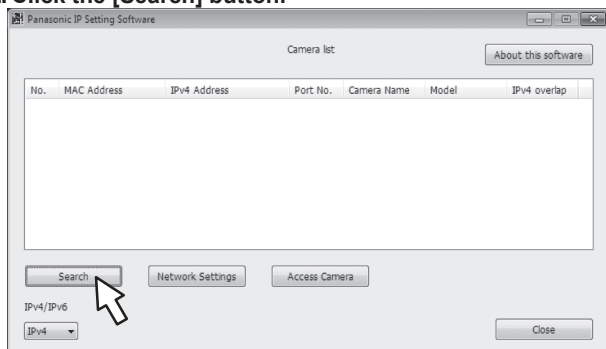 Click the [Search] button.
Panasonic IP Setting Software
Camera list
About this software
No. MAC Address IPv4 Address Port No. Camera Name Model IPv4 overlap
Search Network Settings Access Camera
IPv4/IPv6
IPv4 Close